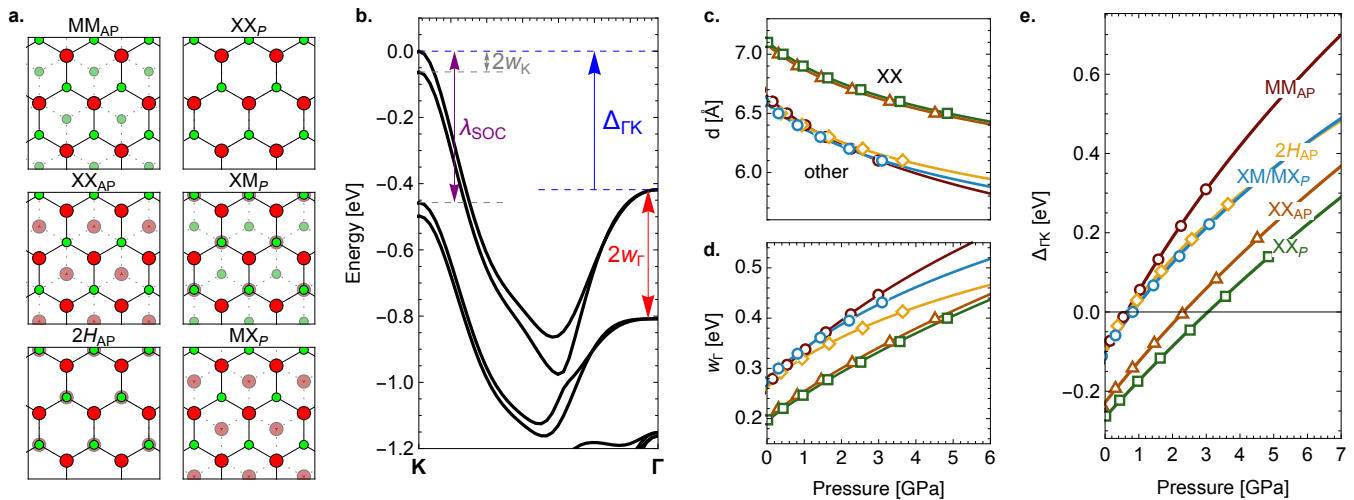 a.
MM_AP
XX_P
XX_AP
XM_P
2H_AP
MX_P
b.
Energy [eV]
0.0
-0.2
-0.4
-0.6
-0.8
-1.0
-1.2
2w_K
λ_SOC
Δ_ΓK
2w_Γ
K
Γ
c.
d [Å]
7.0
6.5
6.0
XX
other
d.
w_Γ [eV]
0.5
0.4
0.3
0.2
0 1 2 3 4 5 6
Pressure [GPa]
e.
Δ_ΓK [eV]
0.6
0.4
0.2
0.0
-0.2
MM_AP
2H_AP
XM/MX_P
XX_AP
XX_P
0 1 2 3 4 5 6 7
Pressure [GPa]